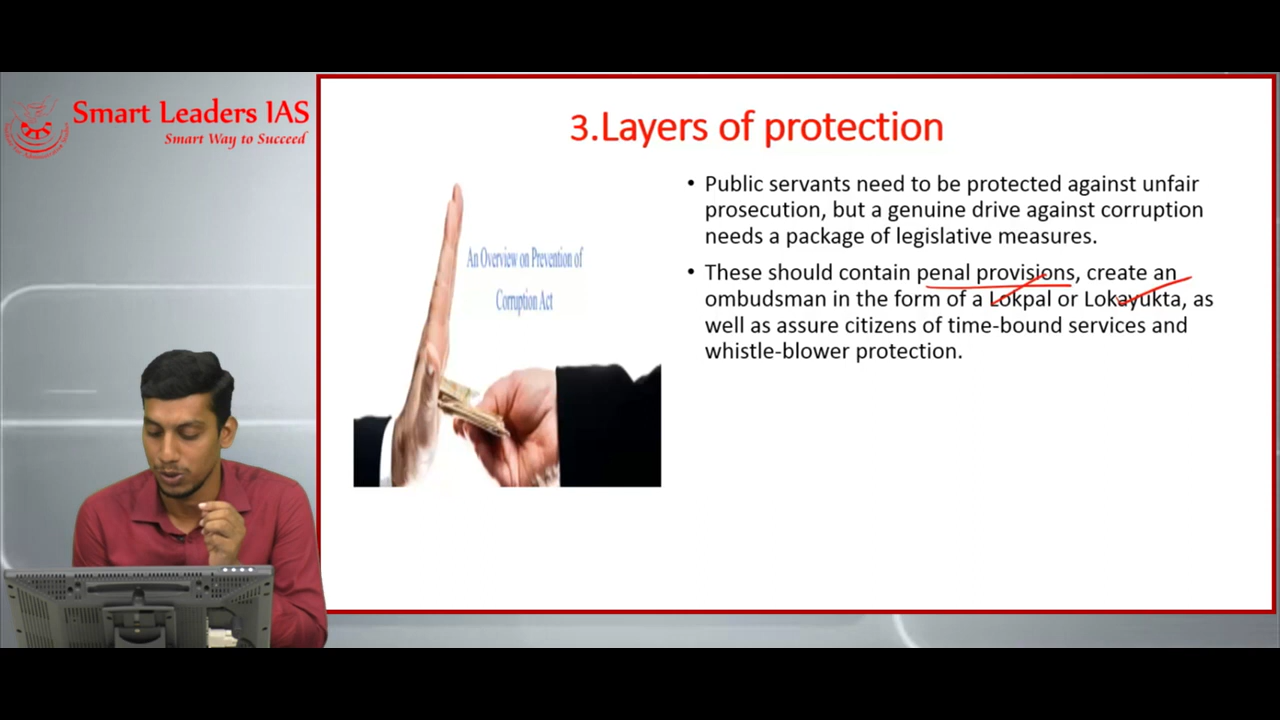 Smart Leaders IAS
Smart Way to Succeed
3.Layers of protection
• Public servants need to be protected against unfair
prosecution, but a genuine drive against corruption
needs a package of legislative measures.
• These should contain penal provisions, create an
ombudsman in the form of a Lokpal or Lokayukta, as
well as assure citizens of time-bound services and
whistle-blower protection.
An Overview on Prevention of
Corruption Act